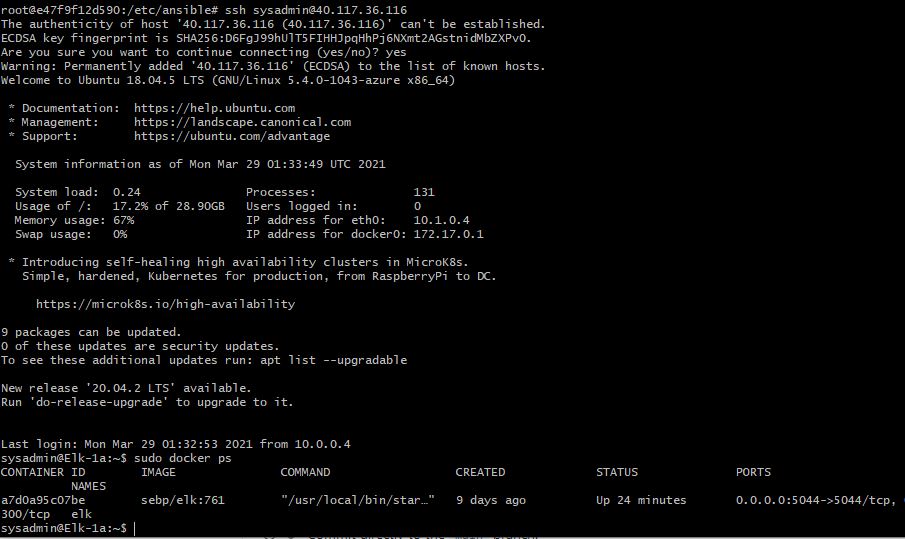 root@e47f9f12d590:/etc/ansible# ssh sysadmin@40.117.36.116
The authenticity of host '40.117.36.116 (40.117.36.116)' can't be established.
ECDSA key fingerprint is SHA256:D6FgJ99hUlT5FIHHJpqHhPj6NXmt2AGstnidMbZXPv0.
Are you sure you want to continue connecting (yes/no)? yes
Warning: Permanently added '40.117.36.116' (ECDSA) to the list of known hosts.
Welcome to Ubuntu 18.04.5 LTS (GNU/Linux 5.4.0-1043-azure x86_64)
* Documentation:  https://help.ubuntu.com
* Management:     https://landscape.canonical.com
* Support:        https://ubuntu.com/advantage
System information as of Mon Mar 29 01:33:49 UTC 2021
System load:  0.24                Processes:              131
Usage of /:   17.2% of 28.90GB   Users logged in:        0
Memory usage: 67%                 IP address for eth0:    10.1.0.4
Swap usage:   0%                  IP address for docker0: 172.17.0.1
* Introducing self-healing high availability clusters in MicroK8s.
Simple, hardened, Kubernetes for production, from RaspberryPi to DC.
https://microk8s.io/high-availability
9 packages can be updated.
0 of these updates are security updates.
To see these additional updates run: apt list --upgradable
New release '20.04.2 LTS' available.
Run 'do-release-upgrade' to upgrade to it.
Last login: Mon Mar 29 01:32:53 2021 from 10.0.0.4
sysadmin@Elk-1a:~$ sudo docker ps
CONTAINER ID        IMAGE               COMMAND                  CREATED             STATUS              PORTS
NAMES
a7d0a95c07be        sebp/elk:761        "/usr/local/bin/star…"   9 days ago          Up 24 minutes       0.0.0.0:5044->5044/tcp,
300/tcp   elk
sysadmin@Elk-1a:~$